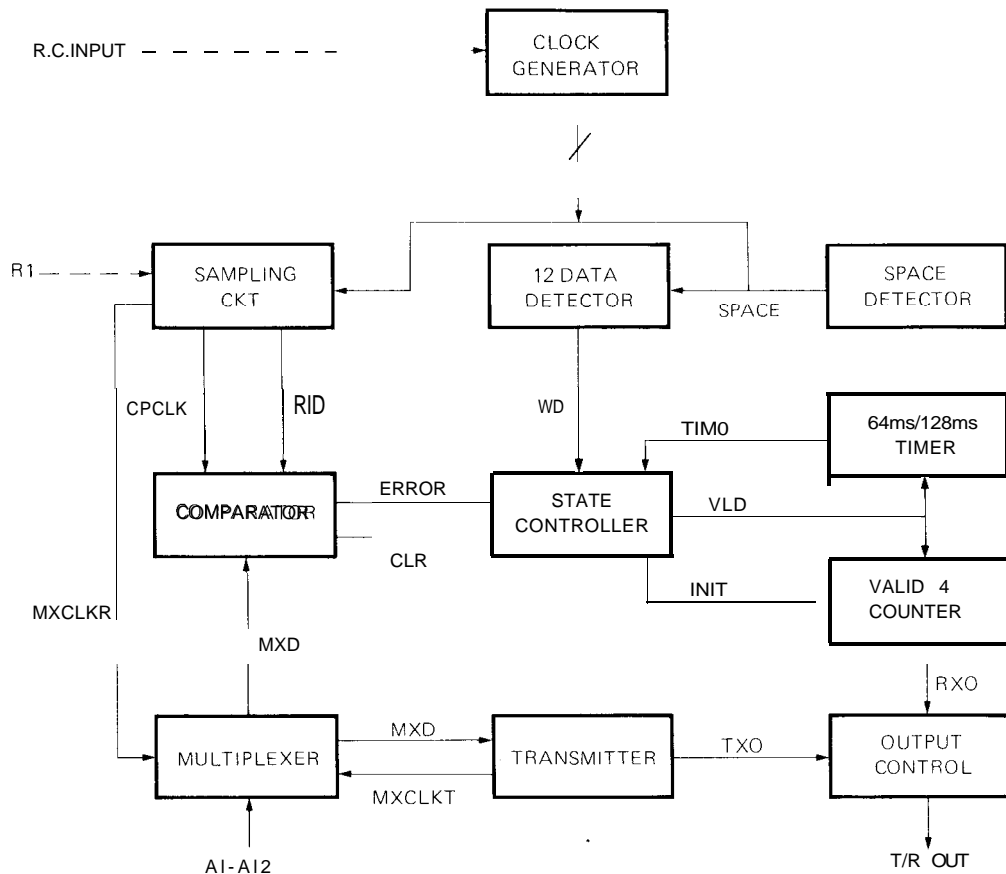 R.C.INPUT
CLOCK
GENERATOR
R1
SAMPLING
CKT
12 DATA
DETECTOR
SPACE
SPACE
DETECTOR
CPCLK
RID
WD
TIM0
64ms/128ms
TIMER
COMPARATOR
ERROR
CLR
STATE
CONTROLLER
VLD
INIT
VALID 4
COUNTER
MXCLKR
MXD
RXO
MULTIPLEXER
MXD
MXCLKT
TRANSMITTER
TXO
OUTPUT
CONTROL
AI-AI2
T/R OUT